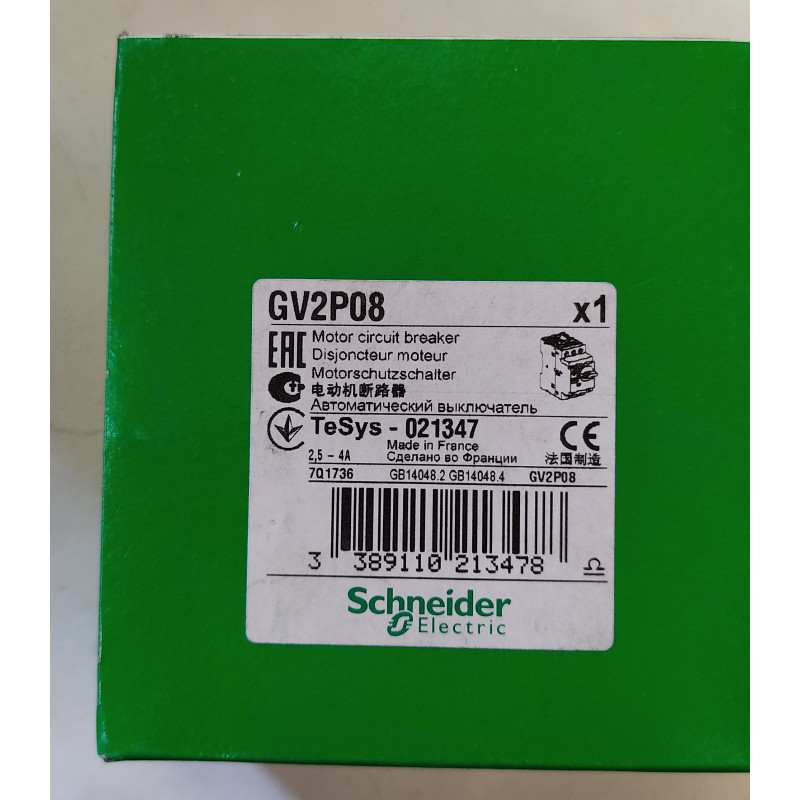 GV2P08 x1
EAC
Motor circuit breaker
Disjoncteur moteur
Motorschutzschalter
电动机断路器
Автоматический выключатель
TeSys - 021347
CE
Made in France
2,5 - 4A Сделано во Франции 法国制造
7Q1736 GB14048.2 GB14048.4 GV2P08
3 389110 213478
Schneider
Electric